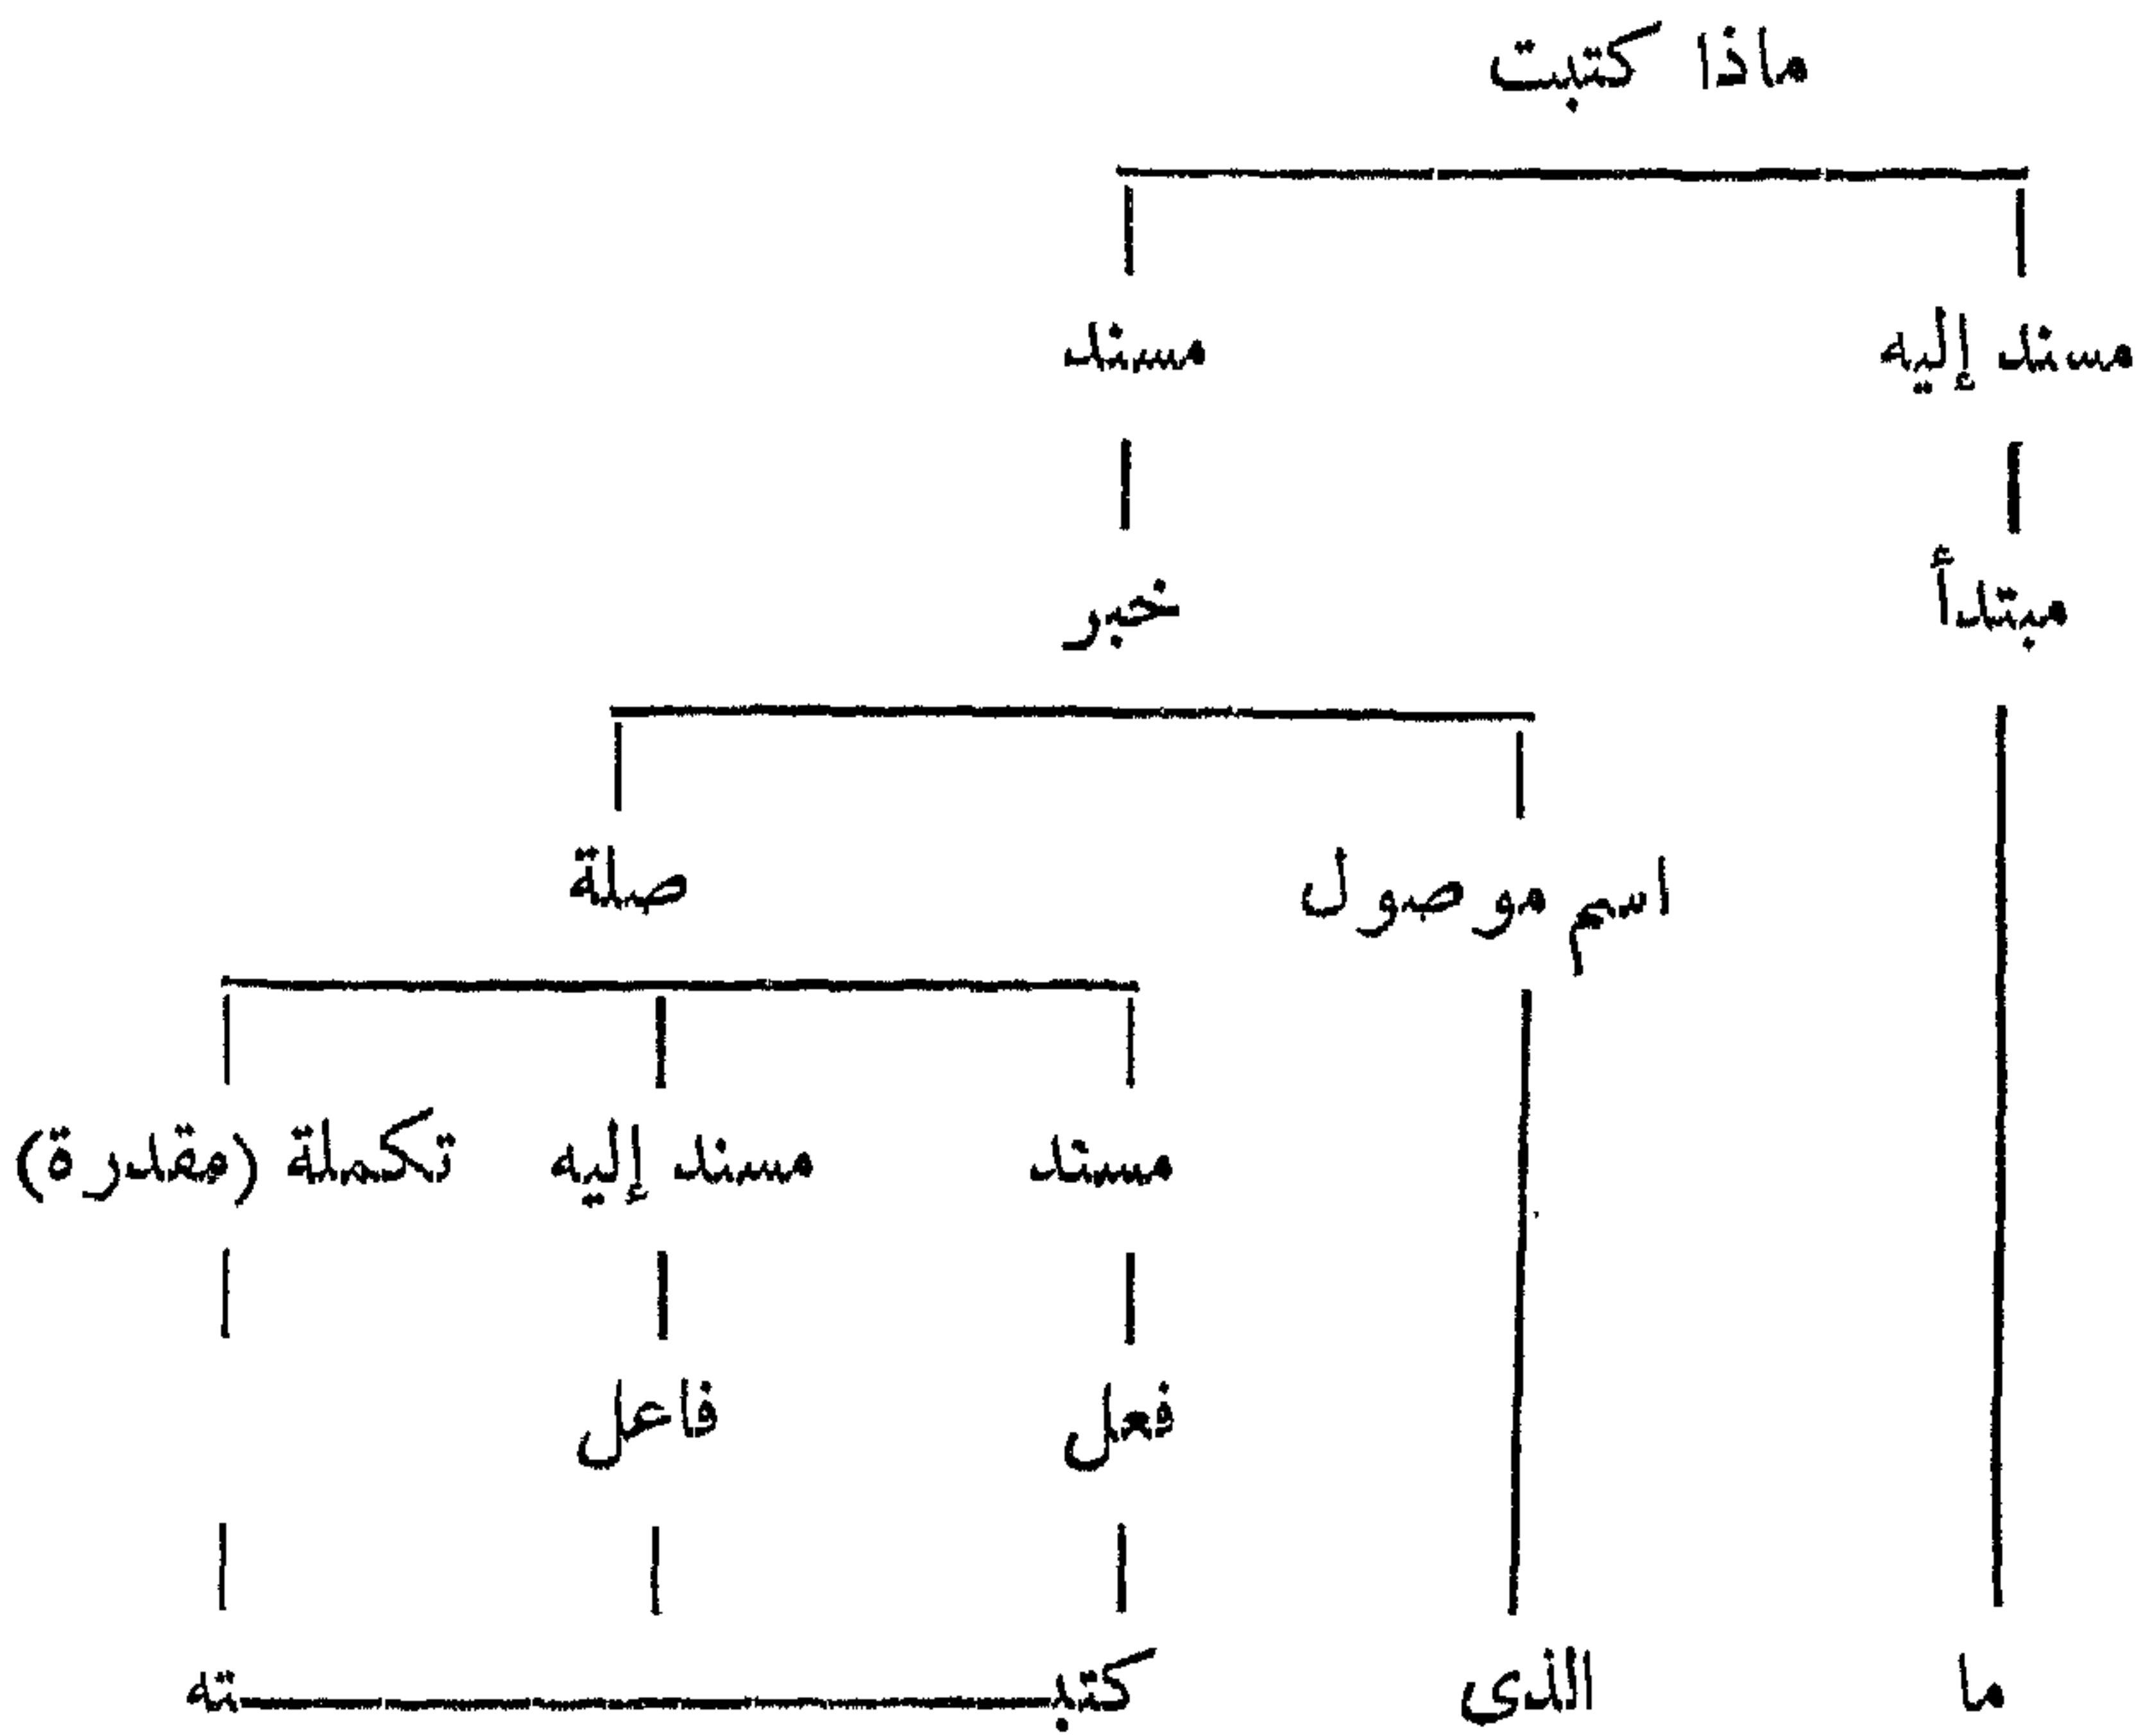 ماذا كتبت
مسند إليه مسند
مبتدأ خبر
اسم موصول صلة
مسند مسند إليه تكملة (مقدرة)
فعل فاعل
ما الذى كتبـــــــــته